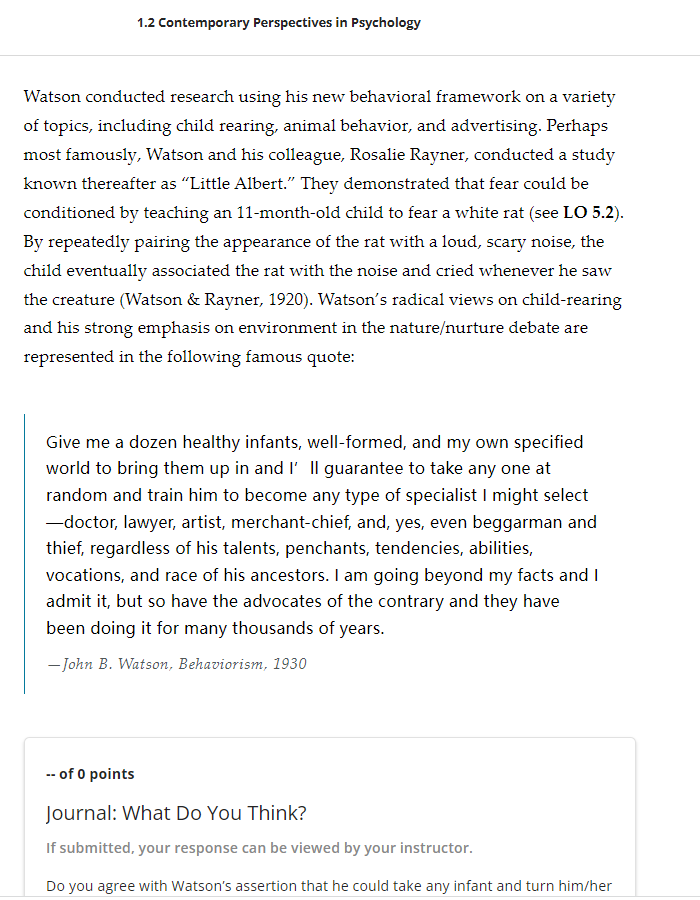 1.2 Contemporary Perspectives in Psychology
Watson conducted research using his new behavioral framework on a variety
of topics, including child rearing, animal behavior, and advertising. Perhaps
most famously, Watson and his colleague, Rosalie Rayner, conducted a study
known thereafter as “Little Albert.” They demonstrated that fear could be
conditioned by teaching an 11-month-old child to fear a white rat (see LO 5.2).
By repeatedly pairing the appearance of the rat with a loud, scary noise, the
child eventually associated the rat with the noise and cried whenever he saw
the creature (Watson & Rayner, 1920). Watson’s radical views on child-rearing
and his strong emphasis on environment in the nature/nurture debate are
represented in the following famous quote:
Give me a dozen healthy infants, well-formed, and my own specified
world to bring them up in and I’ ll guarantee to take any one at
random and train him to become any type of specialist I might select
—doctor, lawyer, artist, merchant-chief, and, yes, even beggarman and
thief, regardless of his talents, penchants, tendencies, abilities,
vocations, and race of his ancestors. I am going beyond my facts and I
admit it, but so have the advocates of the contrary and they have
been doing it for many thousands of years.
—John B. Watson, Behaviorism, 1930
-- of 0 points
Journal: What Do You Think?
If submitted, your response can be viewed by your instructor.
Do you agree with Watson’s assertion that he could take any infant and turn him/her